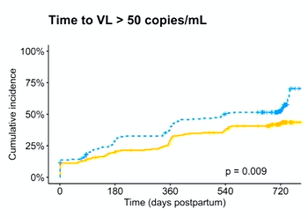 Time to VL > 50 copies/mL
100%
75%
50%
25%
0%
Cumulative incidence
p = 0.009
0 180 360 540 720
Time (days postpartum)